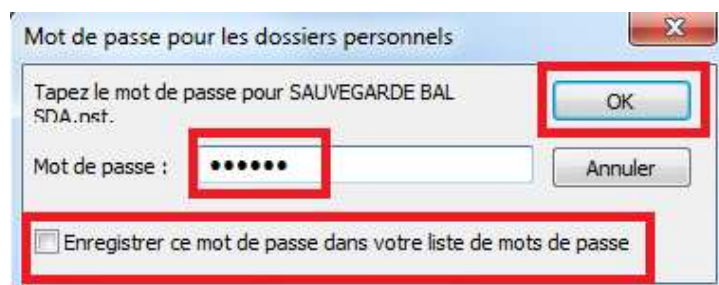 Mot de passe pour les dossiers personnels
Tapez le mot de passe pour SAUVEGARDE BAL
SDA.pst.
OK
Mot de passe : ••••••
Annuler
Enregistrer ce mot de passe dans votre liste de mots de passe